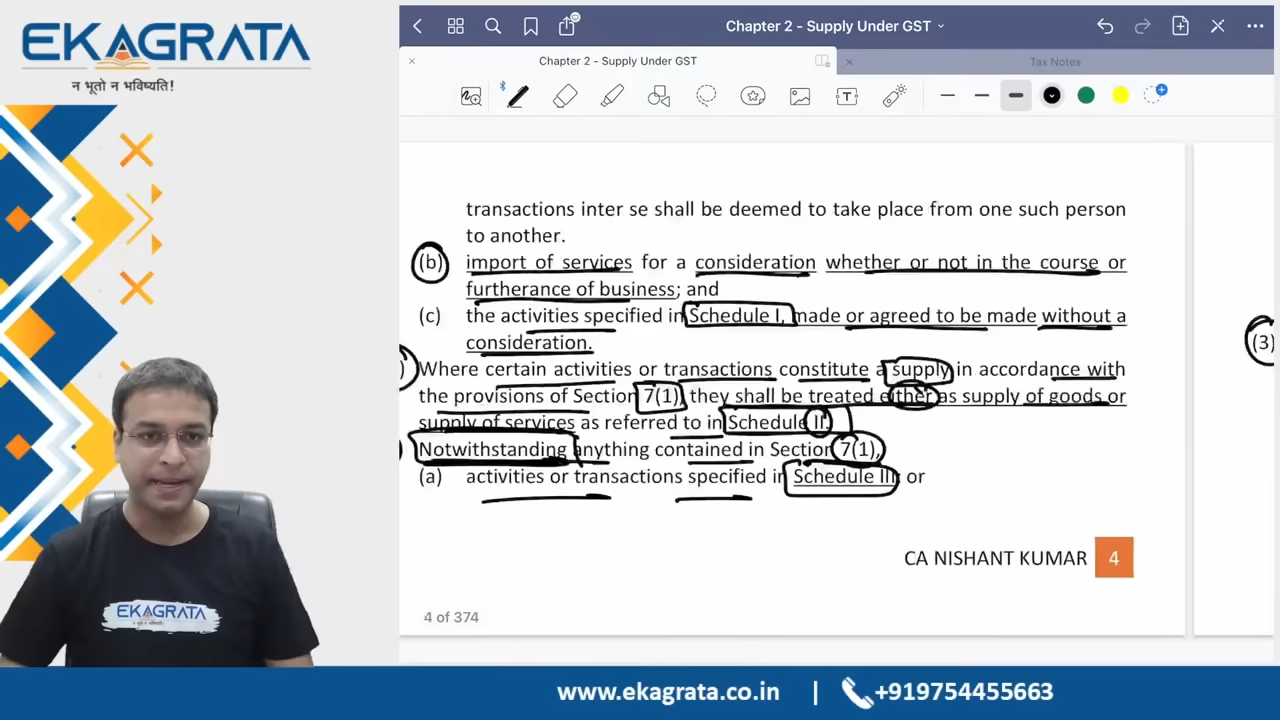 EKAGRATA
न भूतो न भविष्यति!
Chapter 2 - Supply Under GST
Chapter 2 - Supply Under GST
Tax Notes
transactions inter se shall be deemed to take place from one such person
to another.
(b) import of services for a consideration whether or not in the course or
furtherance of business; and
(c) the activities specified in Schedule I, made or agreed to be made without a
consideration.
Where certain activities or transactions constitute a supply in accordance with
the provisions of Section 7(1), they shall be treated either as supply of goods or
supply of services as referred to in Schedule II.
Notwithstanding anything contained in Section 7(1),
(a) activities or transactions specified in Schedule III; or
(3)
CA NISHANT KUMAR 4
4 of 374
EKAGRATA
www.ekagrata.co.in | +919754455663